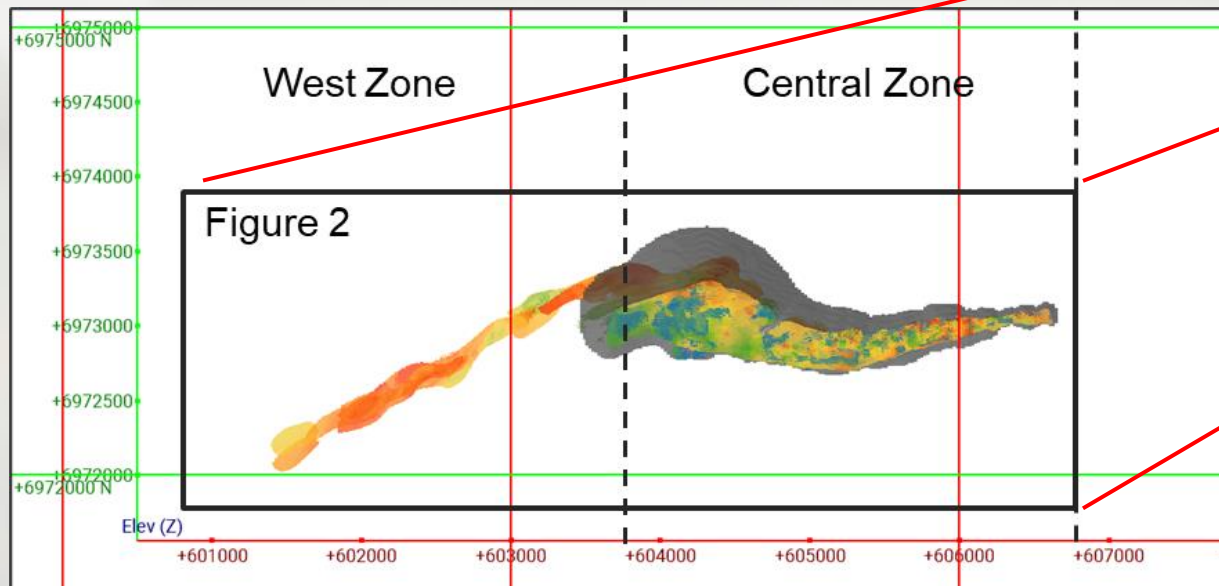 +6975000
+6975000 N
West Zone
Central Zone
+6974500
+6974000
Figure 2
+6973500
+6973000
+6972500
+6972000
+6972000 N
Elev (Z)
+601000
+602000
+603000
+604000
+605000
+606000
+607000